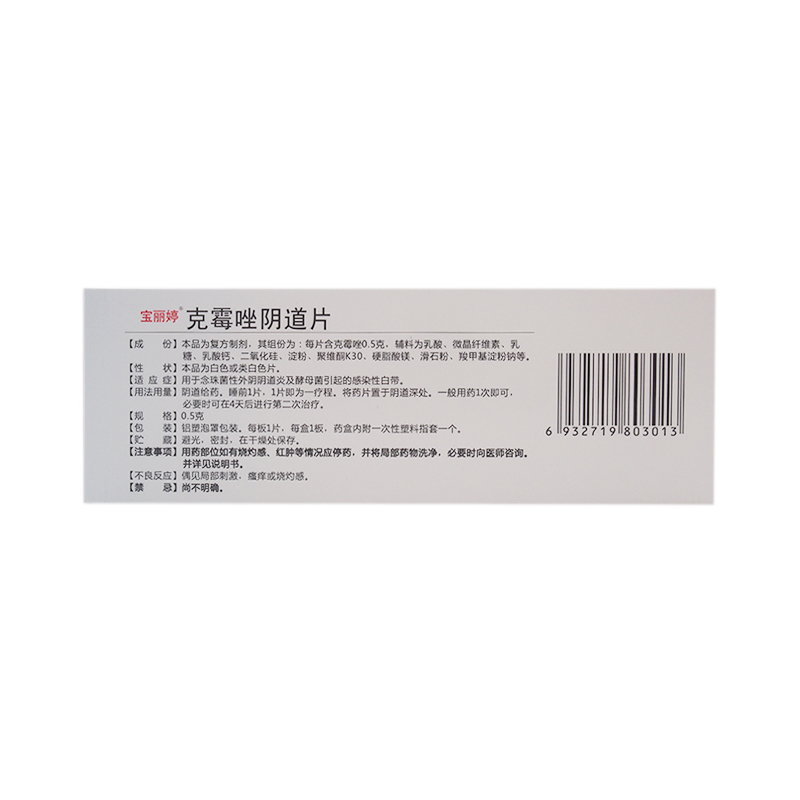 宝丽婷® 克霉唑阴道片
【成 份】本品为复方制剂，其组份为：每片含克霉唑0.5克，辅料为乳酸、微晶纤维素、乳
糖、乳酸钙、二氧化硅、淀粉、聚维酮K30、硬脂酸镁、滑石粉、羧甲基淀粉钠等。
【性 状】本品为白色或类白色片。
【适 应 症】用于念珠菌性外阴阴道炎及酵母菌引起的感染性白带。
【用法用量】阴道给药。睡前1片，1片即为一疗程。将药片置于阴道深处。一般用药1次即可，
必要时可在4天后进行第二次治疗。
【规 格】0.5克
【包 装】铝塑泡罩包装。每板1片，每盒1板，药盒内附一次性塑料指套一个。
【贮 藏】避光，密封，在干燥处保存。
【注意事项】用药部位如有烧灼感、红肿等情况应停药，并将局部药物洗净，必要时向医师咨询。
并详见说明书。
【不良反应】偶见局部刺激，瘙痒或烧灼感。
【禁 忌】尚不明确。
6 932719 803013